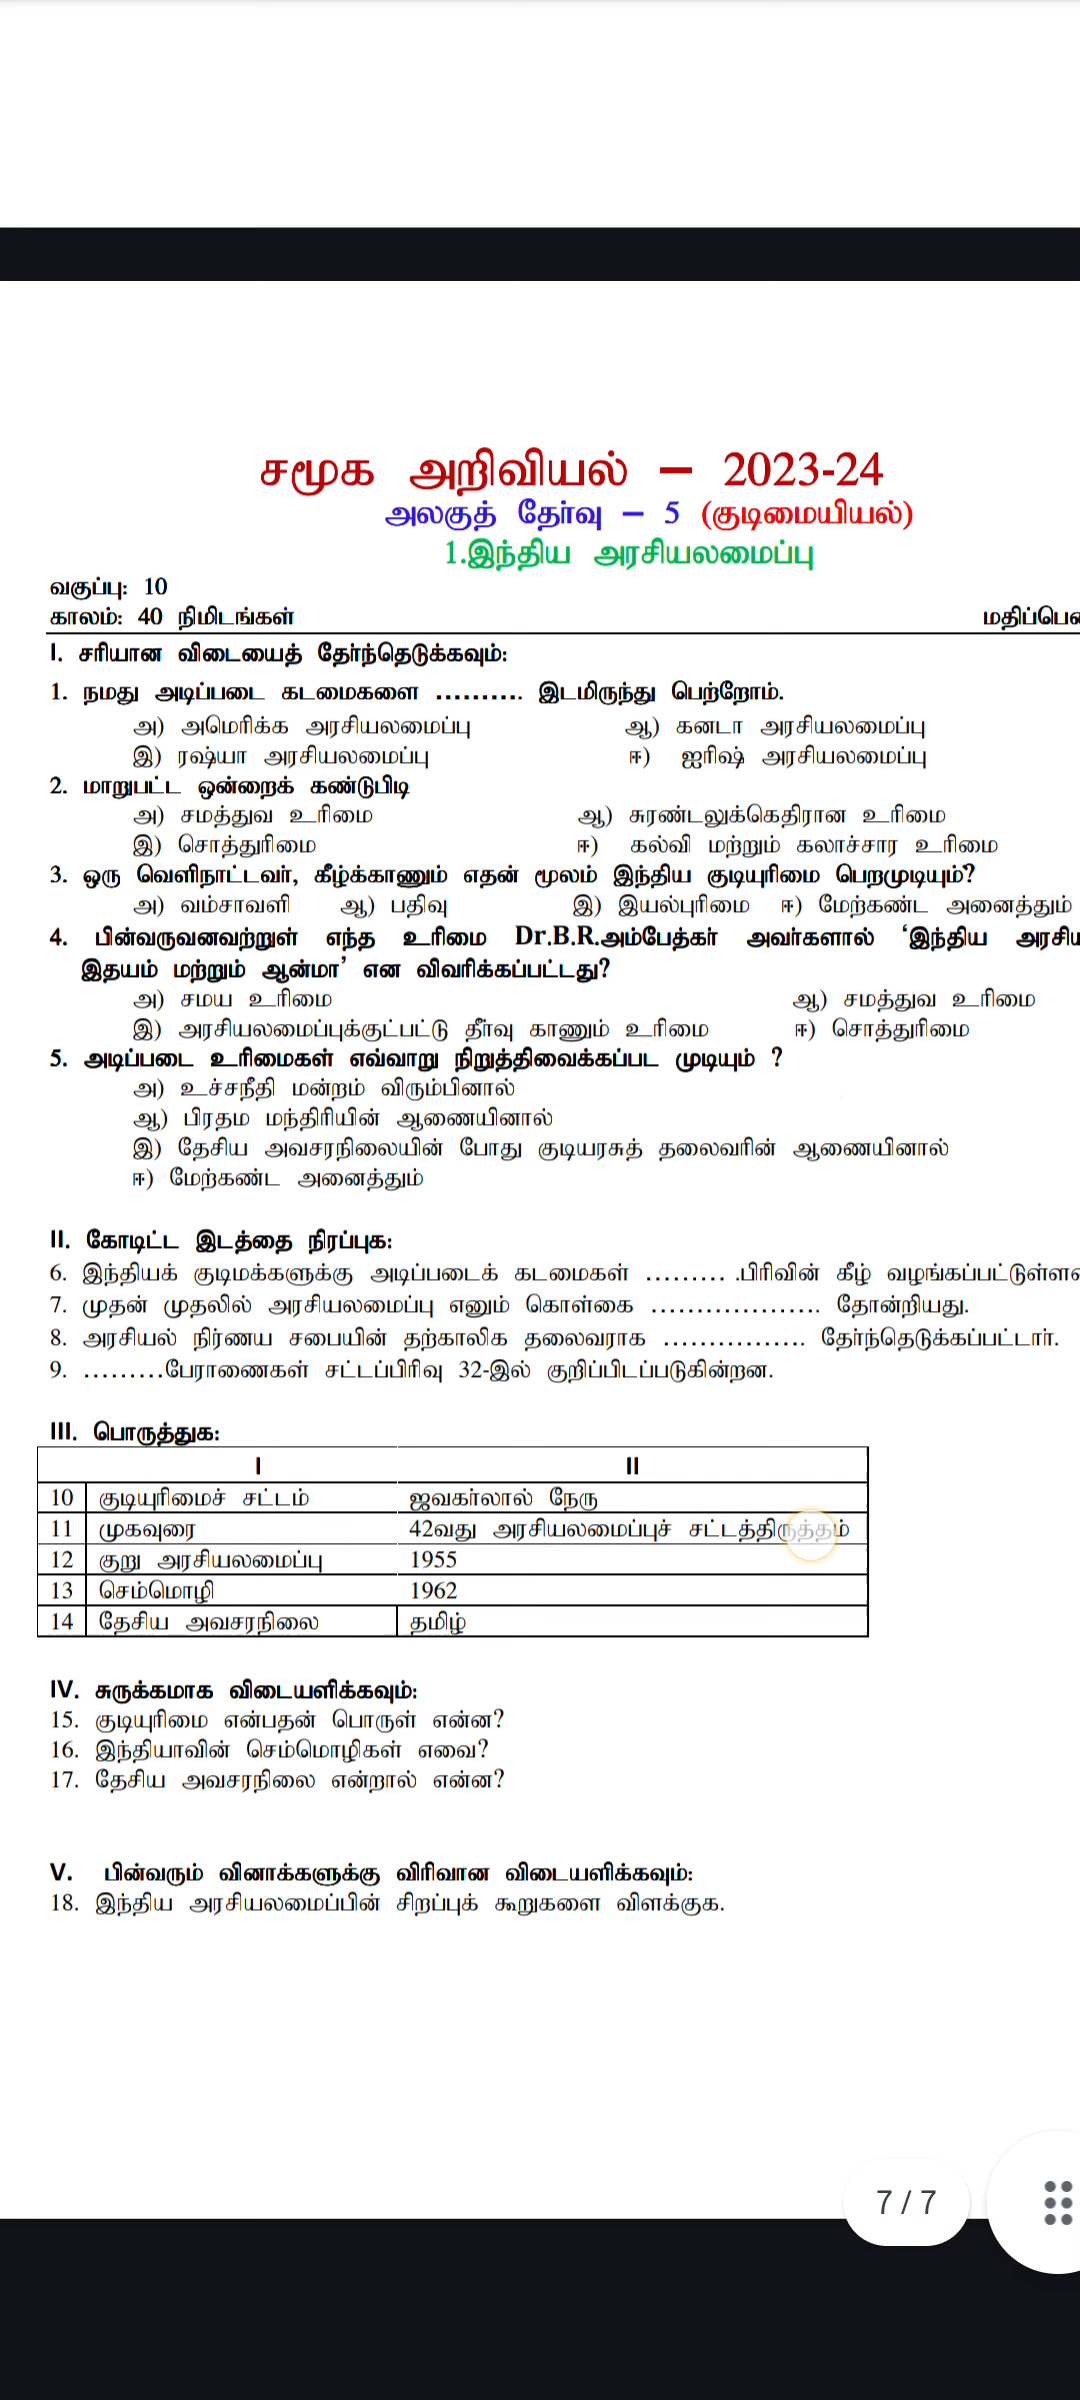 சமூக அறிவியல் – 2023-24
அலகுத் தேர்வு – 5 (குடிமையியல்)
1.இந்திய அரசியலமைப்பு
வகுப்பு: 10
காலம்: 40 நிமிடங்கள்
I. சரியான விடையைத் தேர்ந்தெடுக்கவும்:
1. நமது அடிப்படை கடமைகளை .......... இடமிருந்து பெற்றோம்.
அ) அமெரிக்க அரசியலமைப்பு ஆ) கனடா அரசியலமைப்பு
இ) ரஷ்யா அரசியலமைப்பு ஈ) ஐரிஷ் அரசியலமைப்பு
2. மாறுபட்ட ஒன்றைக் கண்டுபிடி
அ) சமத்துவ உரிமை ஆ) சுரண்டலுக்கெதிரான உரிமை
இ) சொத்துரிமை ஈ) கல்வி மற்றும் கலாச்சார உரிமை
3. ஒரு வெளிநாட்டவர், கீழ்க்காணும் எதன் மூலம் இந்திய குடியுரிமை பெறமுடியும்?
அ) வம்சாவளி ஆ) பதிவு இ) இயல்புரிமை ஈ) மேற்கண்ட அனைத்தும்
4. பின்வருவனவற்றுள் எந்த உரிமை Dr.B.R.அம்பேத்கர் அவர்களால் ‘இந்திய
இதயம் மற்றும் ஆன்மா’ என விவரிக்கப்பட்டது?
அ) சமய உரிமை ஆ) சமத்துவ உரிமை
இ) அரசியலமைப்புக்குட்பட்டு தீர்வு காணும் உரிமை ஈ) சொத்துரிமை
5. அடிப்படை உரிமைகள் எவ்வாறு நிறுத்திவைக்கப்பட முடியும் ?
அ) உச்சநீதி மன்றம் விரும்பினால்
ஆ) பிரதம மந்திரியின் ஆணையினால்
இ) தேசிய அவசரநிலையின் போது குடியரசுத் தலைவரின் ஆணையினால்
ஈ) மேற்கண்ட அனைத்தும்
II. கோடிட்ட இடத்தை நிரப்புக:
6. இந்தியக் குடிமக்களுக்கு அடிப்படைக் கடமைகள் ......... .பிரிவின் கீழ்
7. முதன் முதலில் அரசியலமைப்பு எனும் கொள்கை ................... தோன்றியது.
8. அரசியல் நிர்ணய சபையின் தற்காலிக தலைவராக ................ தேர்ந்தெடுக்கப்பட்டார்.
9. .........பேராணைகள் சட்டப்பிரிவு 32-இல் குறிப்பிடப்படுகின்றன.
III. பொருத்துக:
I II
10 குடியுரிமைச் சட்டம் ஜவகர்லால் நேரு
11 முகவுரை 42வது அரசியலமைப்புச் சட்டத்திருத்தம்
12 குறு அரசியலமைப்பு 1955
13 செம்மொழி 1962
14 தேசிய அவசரநிலை தமிழ்
IV. சுருக்கமாக விடையளிக்கவும்:
15. குடியுரிமை என்பதன் பொருள் என்ன?
16. இந்தியாவின் செம்மொழிகள் எவை?
17. தேசிய அவசரநிலை என்றால் என்ன?
V. பின்வரும் வினாக்களுக்கு விரிவான விடையளிக்கவும்:
18. இந்திய அரசியலமைப்பின் சிறப்புக் கூறுகளை விளக்குக.
7 / 7